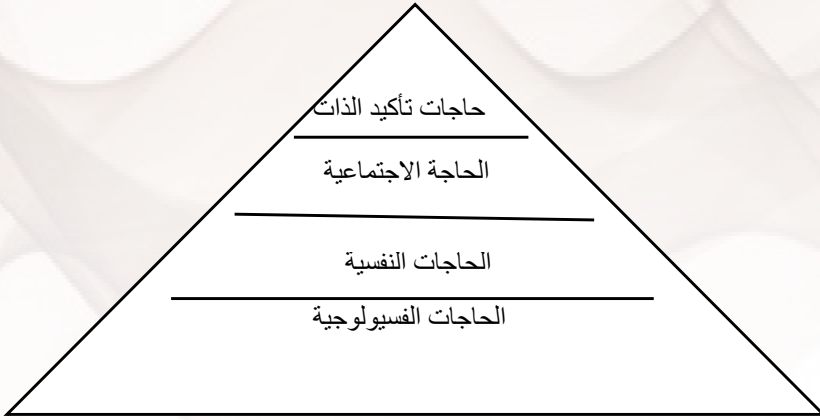 حاجات تأكيد الذات
الحاجة الاجتماعية
الحاجات النفسية
الحاجات الفسيولوجية